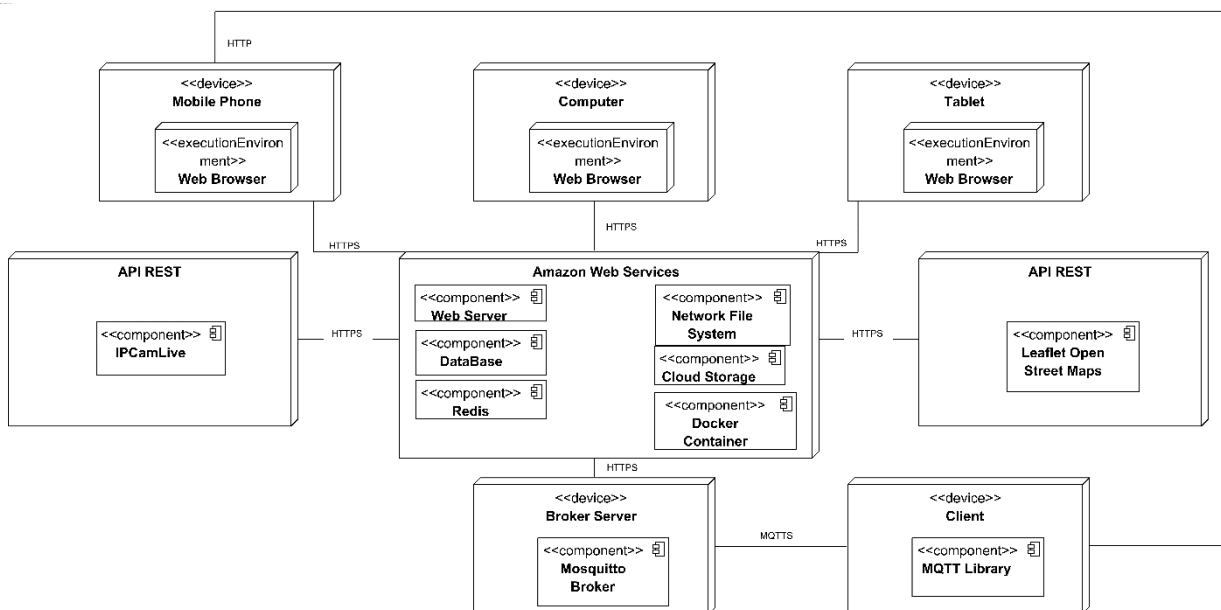 HTTP
<<device>>
Mobile Phone
<<executionEnviron
ment>>
Web Browser
<<device>>
Computer
<<executionEnviron
ment>>
Web Browser
<<device>>
Tablet
<<executionEnviron
ment>>
Web Browser
HTTPS
HTTPS
HTTPS
API REST
<<component>>
IPCamLive
HTTPS
Amazon Web Services
<<component>>
Web Server
<<component>>
DataBase
<<component>>
Redis
<<component>>
Network File
System
<<component>>
Cloud Storage
<<component>>
Docker
Container
HTTPS
API REST
<<component>>
Leaflet Open
Street Maps
HTTPS
<<device>>
Broker Server
<<component>>
Mosquitto
Broker
MQTTS
<<device>>
Client
<<component>>
MQTT Library